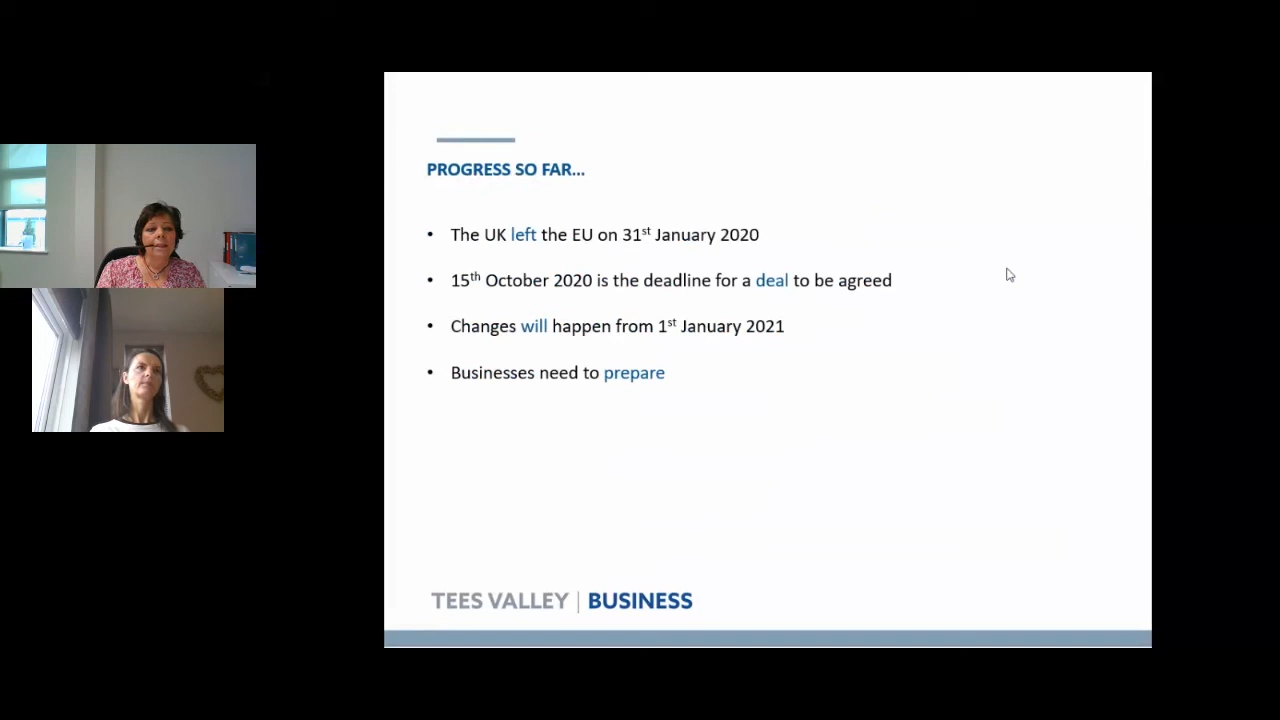 PROGRESS SO FAR...
• The UK left the EU on 31st January 2020
• 15th October 2020 is the deadline for a deal to be agreed
• Changes will happen from 1st January 2021
• Businesses need to prepare
TEES VALLEY | BUSINESS